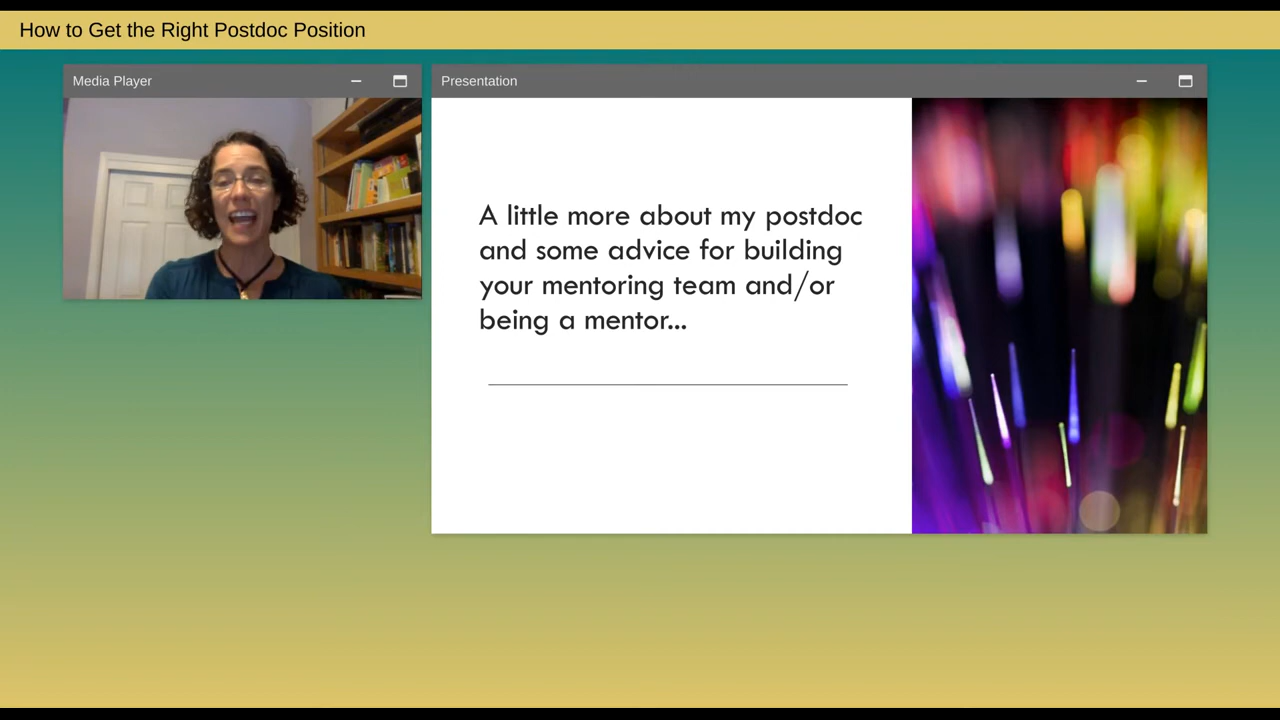 How to Get the Right Postdoc Position
Media Player
Presentation
A little more about my postdoc
and some advice for building
your mentoring team and/or
being a mentor...